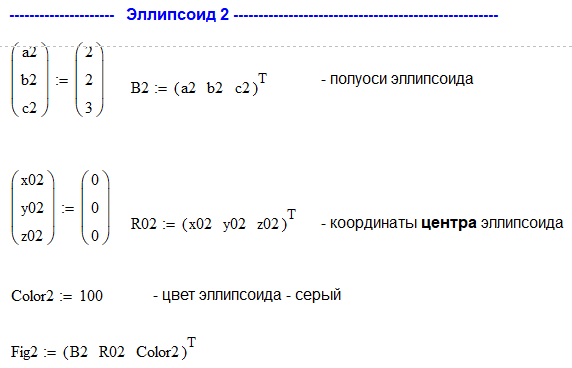 --------------------- Эллипсоид 2 ------------------------------------------------------
(a2 b2 c2) := (2 2 3)
B2 := (a2 b2 c2)^T - полуоси эллипсоида
(x02 y02 z02) := (0 0 0)
R02 := (x02 y02 z02)^T - координаты центра эллипсоида
Color2 := 100 - цвет эллипсоида - серый
Fig2 := (B2 R02 Color2)^T